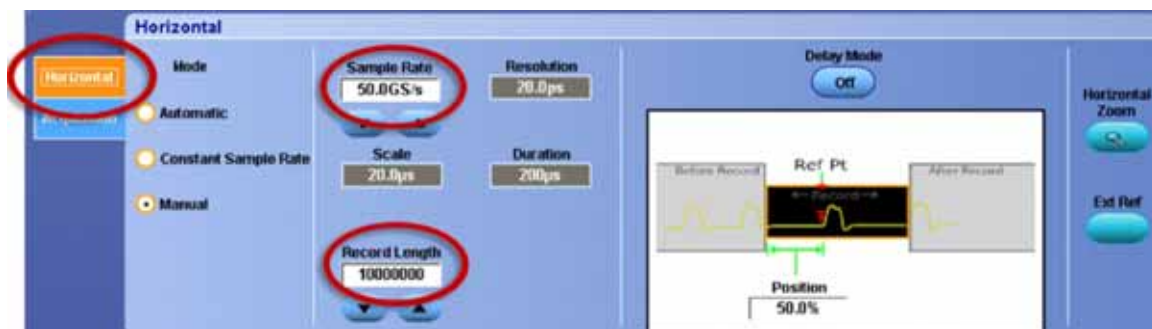 Horizontal
Horizontal
Mode
Automatic
Constant Sample Rate
Manual
Sample Rate
50.0GS/s
Resolution
20.0ps
Scale
20.0µs
Duration
200µs
Record Length
10000000
Delay Mode
Off
Before Record
Ref Pt
Record
After Record
Position
50.0%
Horizontal
Zoom
Ext Ref